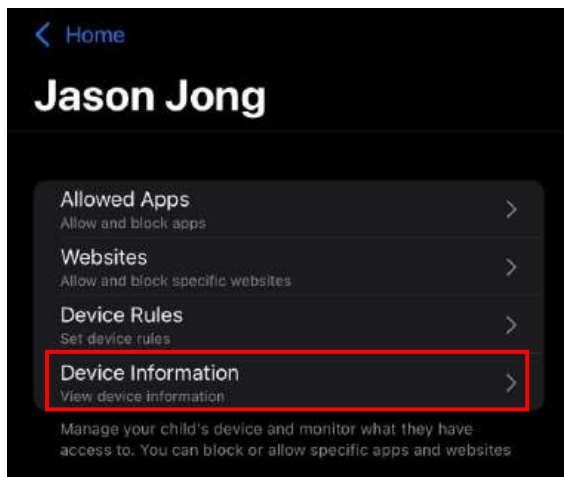 Home
Jason Jong
Allowed Apps
Allow and block apps
Websites
Allow and block specific websites
Device Rules
Set device rules
Device Information
View device information
Manage your child's device and monitor what they have
access to. You can block or allow specific apps and websites